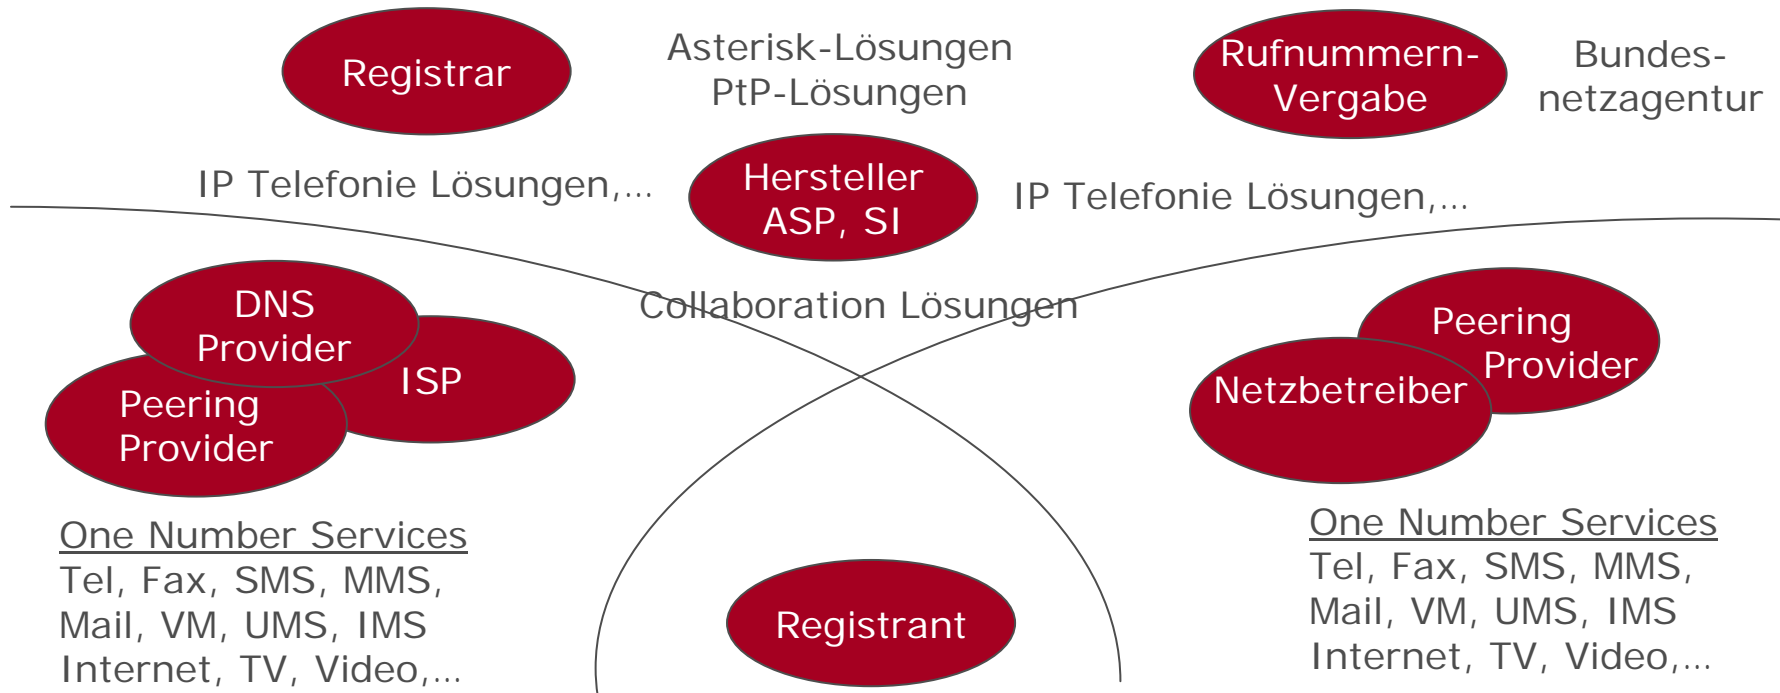 Registrar
Asterisk-Lösungen
PtP-Lösungen
Rufnummern-
Vergabe
Bundes-
netzagentur
IP Telefonie Lösungen,...
Hersteller
ASP, SI
IP Telefonie Lösungen,...
Collaboration Lösungen
DNS
Provider
ISP
Peering
Provider
Peering
Provider
Netzbetreiber
One Number Services
Tel, Fax, SMS, MMS,
Mail, VM, UMS, IMS
Internet, TV, Video,...
Registrant
One Number Services
Tel, Fax, SMS, MMS,
Mail, VM, UMS, IMS
Internet, TV, Video,...